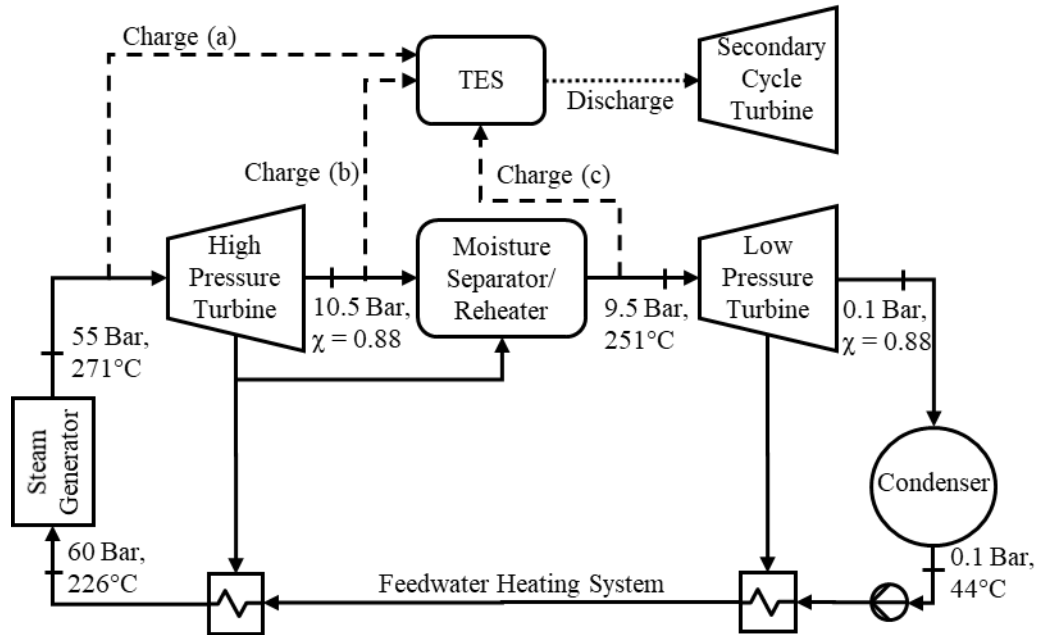 Charge (a)
TES
Discharge
Secondary
Cycle
Turbine
Charge (b)
Charge (c)
High
Pressure
Turbine
Moisture
Separator/
Reheater
Low
Pressure
Turbine
55 Bar,
271°C
10.5 Bar,
χ = 0.88
9.5 Bar,
251°C
0.1 Bar,
χ = 0.88
Steam
Generator
Condenser
60 Bar,
226°C
Feedwater Heating System
0.1 Bar,
44°C